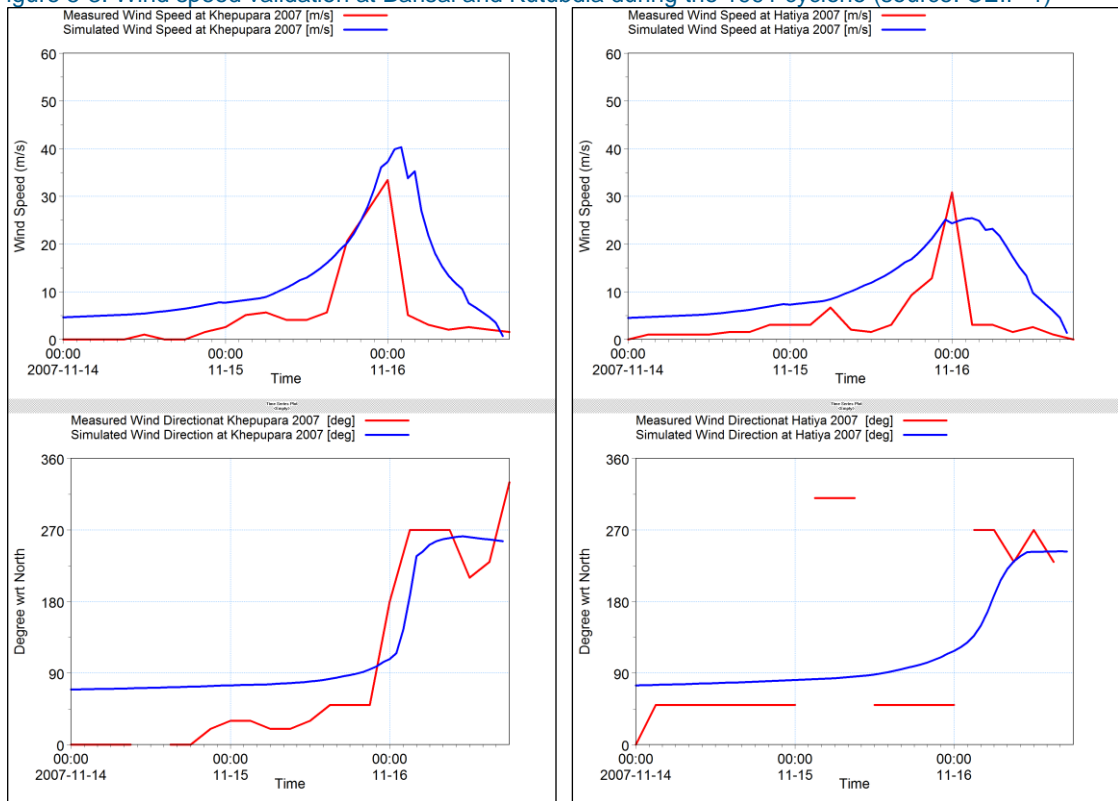 Measured Wind Speed at Khepupara 2007 [m/s]
Simulated Wind Speed at Khepupara 2007 [m/s]
60
50
40
30
20
10
0
Wind Speed (m/s)
00:00 00:00 00:00
2007-11-14 11-15 11-16
Time
Measured Wind Speed at Hatiya 2007 [m/s]
Simulated Wind Speed at Hatiya 2007 [m/s]
60
50
40
30
20
10
0
Wind Speed (m/s)
00:00 00:00 00:00
2007-11-14 11-15 11-16
Time
Time Series Plot
Measured Wind Directionat Khepupara 2007 [deg]
Simulated Wind Direction at Khepupara 2007 [deg]
360
270
180
90
0
Degree wrt North
00:00 00:00 00:00
2007-11-14 11-15 11-16
Time
Time Series Plot
Measured Wind Directionat Hatiya 2007 [deg]
Simulated Wind Direction at Hatiya 2007 [deg]
360
270
180
90
0
Degree wrt North
00:00 00:00 00:00
2007-11-14 11-15 11-16
Time